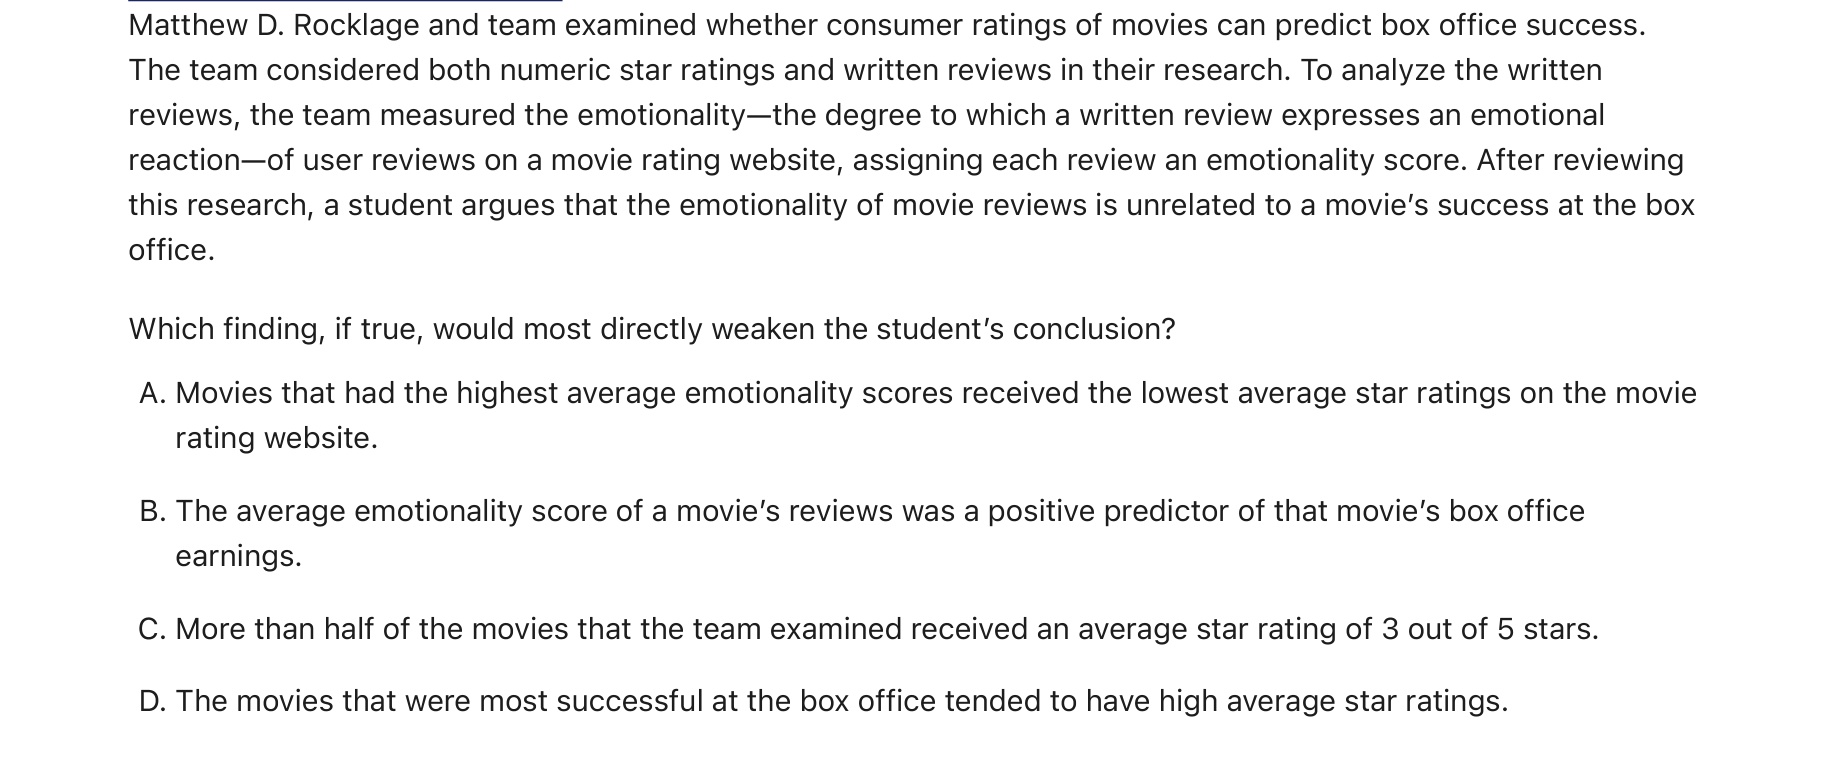 Matthew D. Rocklage and team examined whether consumer ratings of movies can predict box office success.
The team considered both numeric star ratings and written reviews in their research. To analyze the written
reviews, the team measured the emotionality—the degree to which a written review expresses an emotional
reaction—of user reviews on a movie rating website, assigning each review an emotionality score. After reviewing
this research, a student argues that the emotionality of movie reviews is unrelated to a movie’s success at the box
office.
Which finding, if true, would most directly weaken the student’s conclusion?
A. Movies that had the highest average emotionality scores received the lowest average star ratings on the movie
rating website.
B. The average emotionality score of a movie’s reviews was a positive predictor of that movie’s box office
earnings.
C. More than half of the movies that the team examined received an average star rating of 3 out of 5 stars.
D. The movies that were most successful at the box office tended to have high average star ratings.